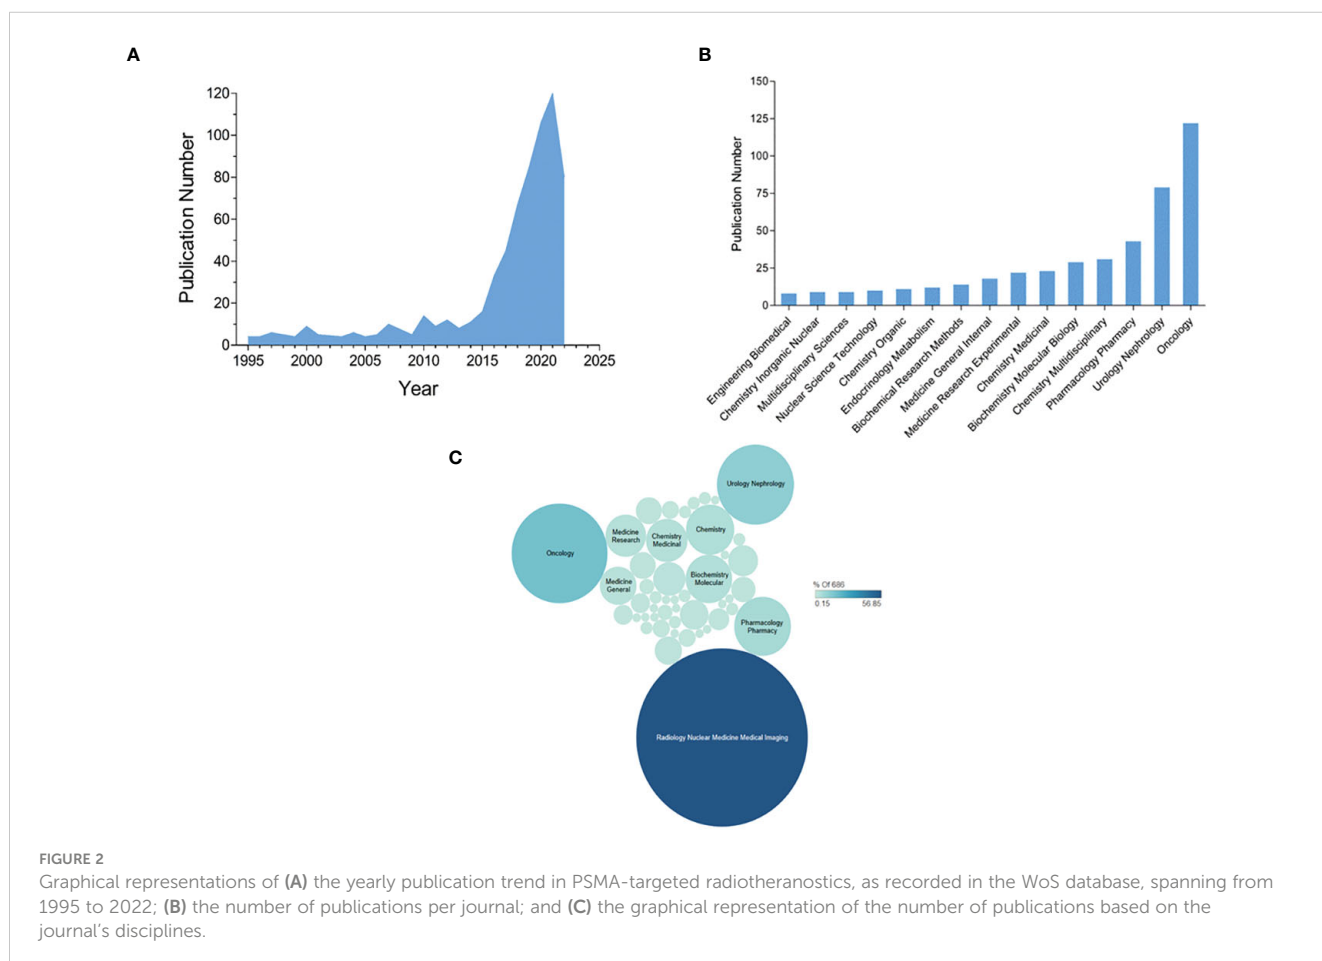 A
Publication Number
120
100
80
60
40
20
0
1995
2000
2005
2010
2015
2020
2025
Year
B
Publication Number
150
125
100
75
50
25
0
Engineering Biomedical
Chemistry Inorganic Nuclear
Multidisciplinary Sciences
Nuclear Science Technology
Chemistry Organic
Endocrinology Metabolism
Biochemical Research Methods
Medicine General Internal
Medicine Research Experimental
Chemistry Medicinal
Biochemistry Molecular Biology
Chemistry Multidisciplinary
Pharmacology Pharmacy
Urology Nephrology
Oncology
C
Urology Nephrology
Oncology
Medicine
Research
Chemistry
Medicinal
Chemistry
Medicine
General
Biochemistry
Molecular
Pharmacology
Pharmacy
Radiology Nuclear Medicine Medical Imaging
% Of 685
0.15 56.85
FIGURE 2
Graphical representations of (A) the yearly publication trend in PSMA-targeted radiotheranostics, as recorded in the WoS database, spanning from
1995 to 2022; (B) the number of publications per journal; and (C) the graphical representation of the number of publications based on the
journal's disciplines.